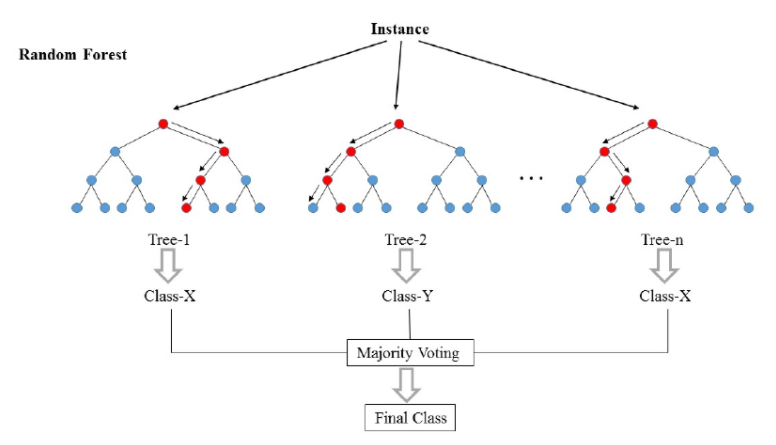 Instance
Random Forest
...
Tree-1
Tree-2
Tree-n
Class-X
Class-Y
Class-X
Majority Voting
Final Class